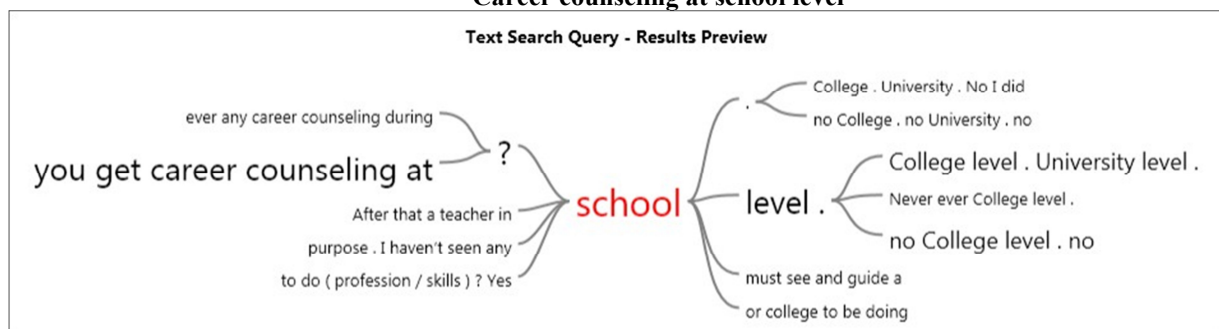 Career counseling at school level
Text Search Query - Results Preview
ever any career counseling during
you get career counseling at
?
After that a teacher in
purpose . I haven't seen any
to do ( profession / skills ) ? Yes
school
.
College . University . No I did
no College . no University . no
level .
College level . University level .
Never ever College level .
no College level . no
must see and guide a
or college to be doing